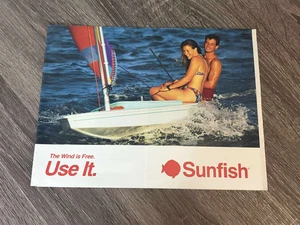 The Wind is Free.
Use It.
Sunfish®